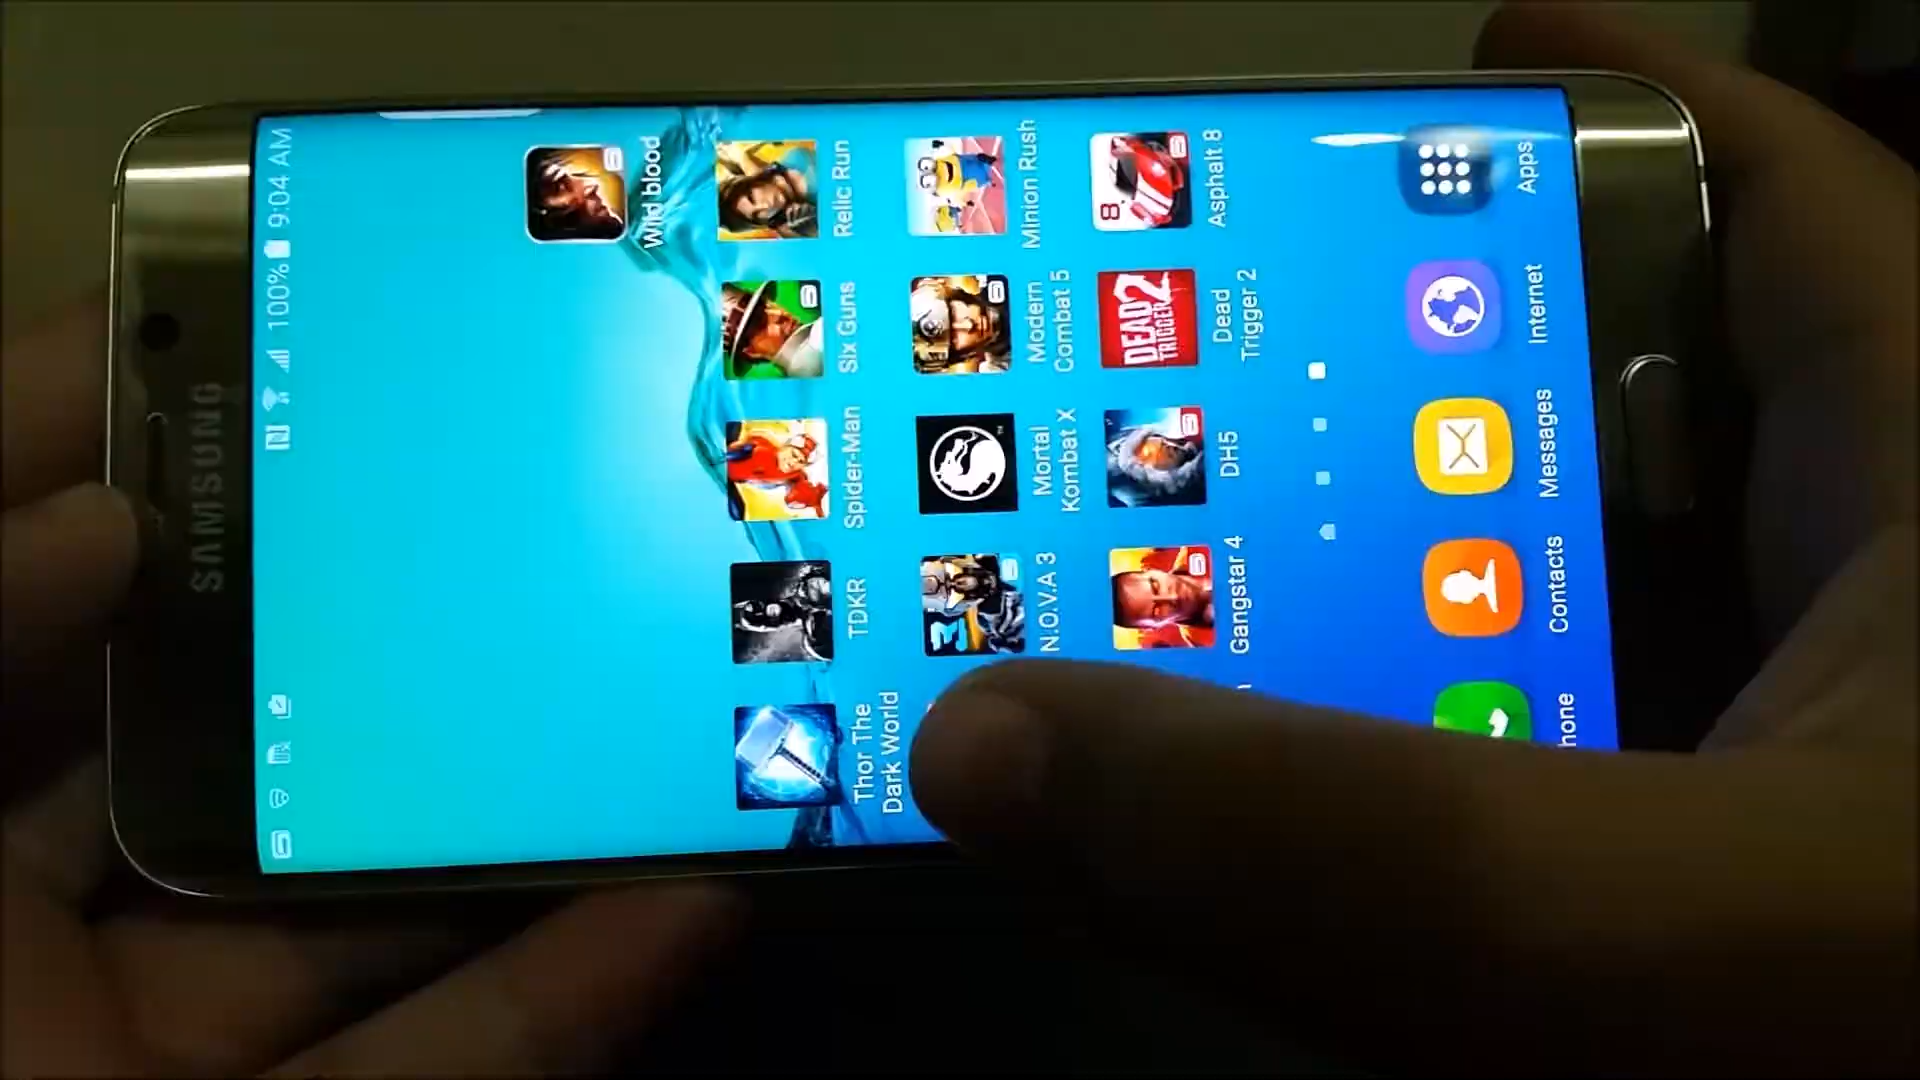 SAMSUNG
100% 9:04 AM
Wild blood
Thor The
Dark World
TDKR
Spider-Man
Six Guns
Relic Run
N.O.V.A 3
Mortal
Kombat X
Modern
Combat 5
Minion Rush
Gangstar 4
DH5
Dead
Trigger 2
Asphalt 8
3
DEAD
TRIGGER 2
8
hone
Contacts
Messages
Internet
Apps